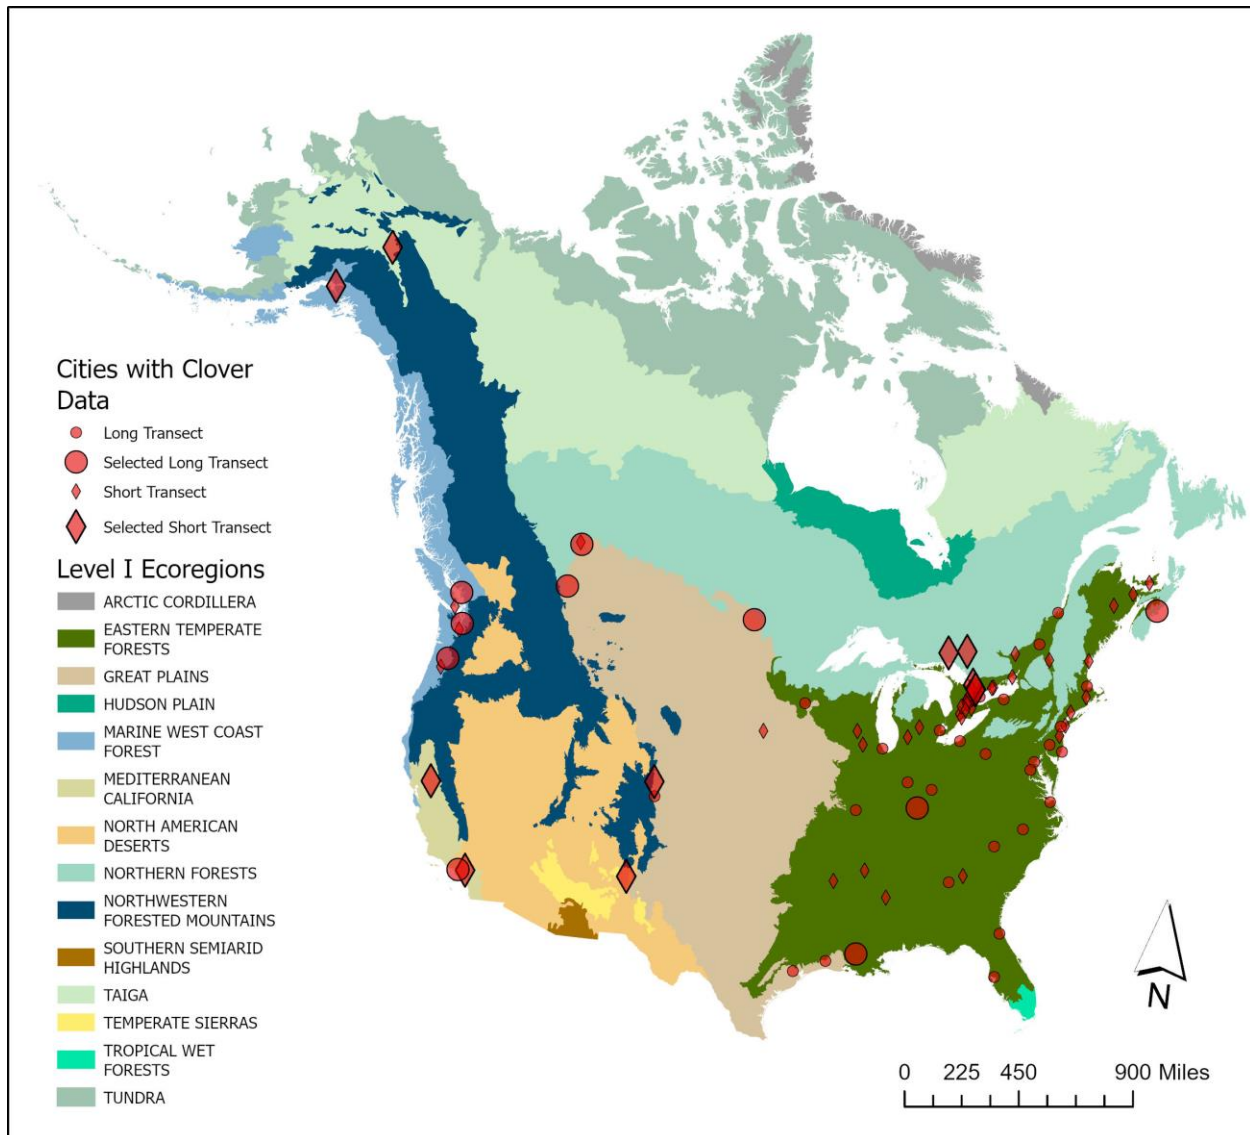 Cities with Clover
Data
Long Transect
Selected Long Transect
Short Transect
Selected Short Transect
Level I Ecoregions
ARCTIC CORDILLERA
EASTERN TEMPERATE
FORESTS
GREAT PLAINS
HUDSON PLAIN
MARINE WEST COAST
FOREST
MEDITERRANEAN
CALIFORNIA
NORTH AMERICAN
DESERTS
NORTHERN FORESTS
NORTHWESTERN
FORESTED MOUNTAINS
SOUTHERN SEMIARID
HIGHLANDS
TAIGA
TEMPERATE SIERRAS
TROPICAL WET
FORESTS
TUNDRA
N
0 225 450 900 Miles